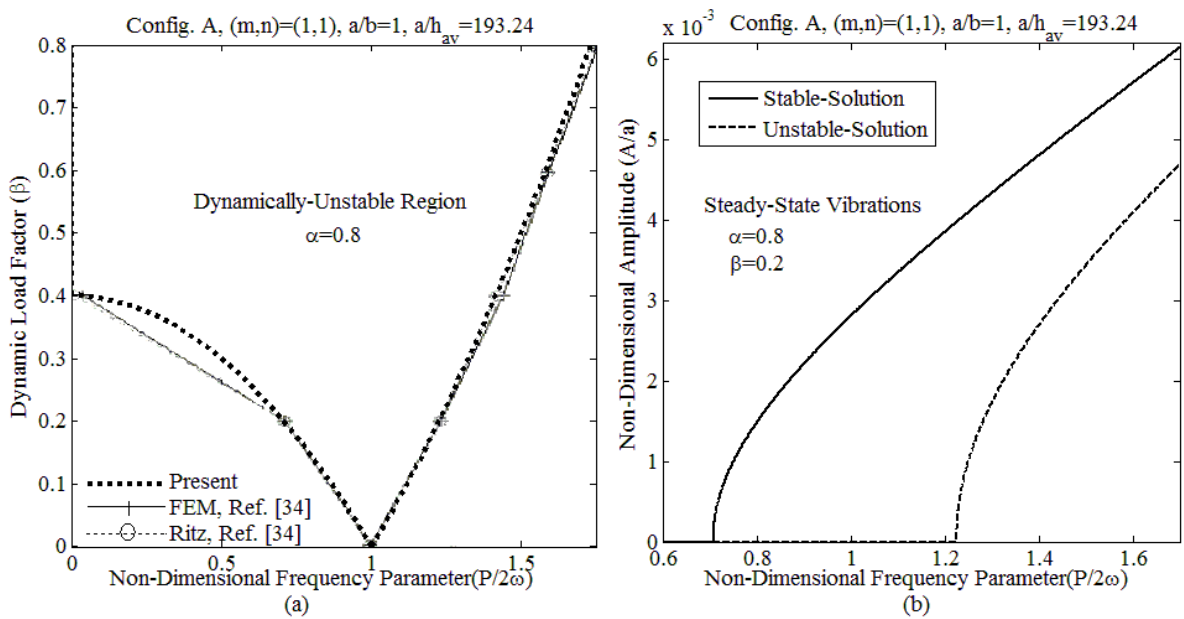 Config. A, (m,n)=(1,1), a/b=1, a/h_av=193.24
0.8
0.7
0.6
0.5
0.4
0.3
0.2
0.1
0
Dynamic Load Factor (β)
Dynamically-Unstable Region
α=0.8
Present
FEM, Ref. [34]
Ritz, Ref. [34]
0.5
1
1.5
Non-Dimensional Frequency Parameter(P/2ω)
(a)
x 10^-3
Config. A, (m,n)=(1,1), a/b=1, a/h_av=193.24
6
5
4
3
2
1
0
Non-Dimensional Amplitude (A/a)
Stable-Solution
Unstable-Solution
Steady-State Vibrations
α=0.8
β=0.2
0.6
0.8
1
1.2
1.4
1.6
Non-Dimensional Frequency Parameter(P/2ω)
(b)